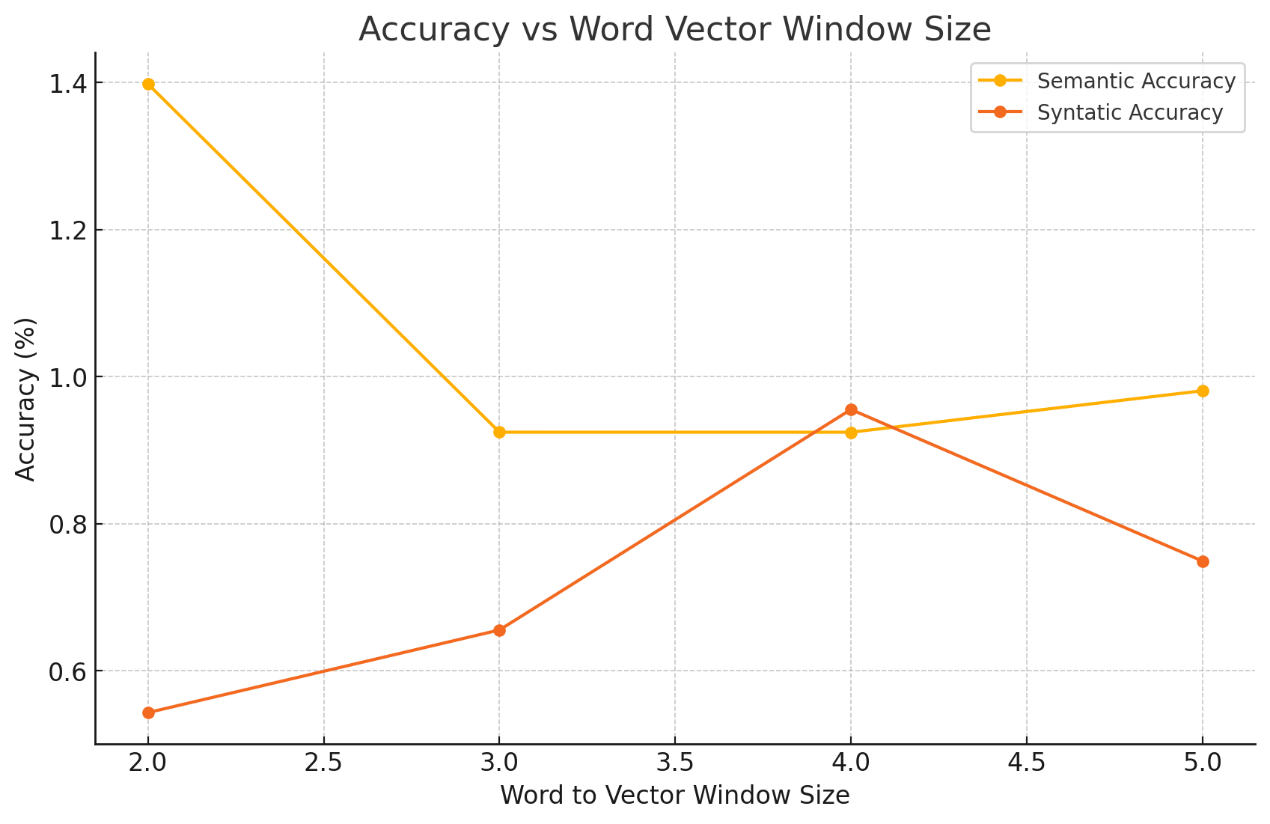 Accuracy vs Word Vector Window Size
Semantic Accuracy
Syntatic Accuracy
Accuracy (%)
1.4
1.2
1.0
0.8
0.6
2.0 2.5 3.0 3.5 4.0 4.5 5.0
Word to Vector Window Size